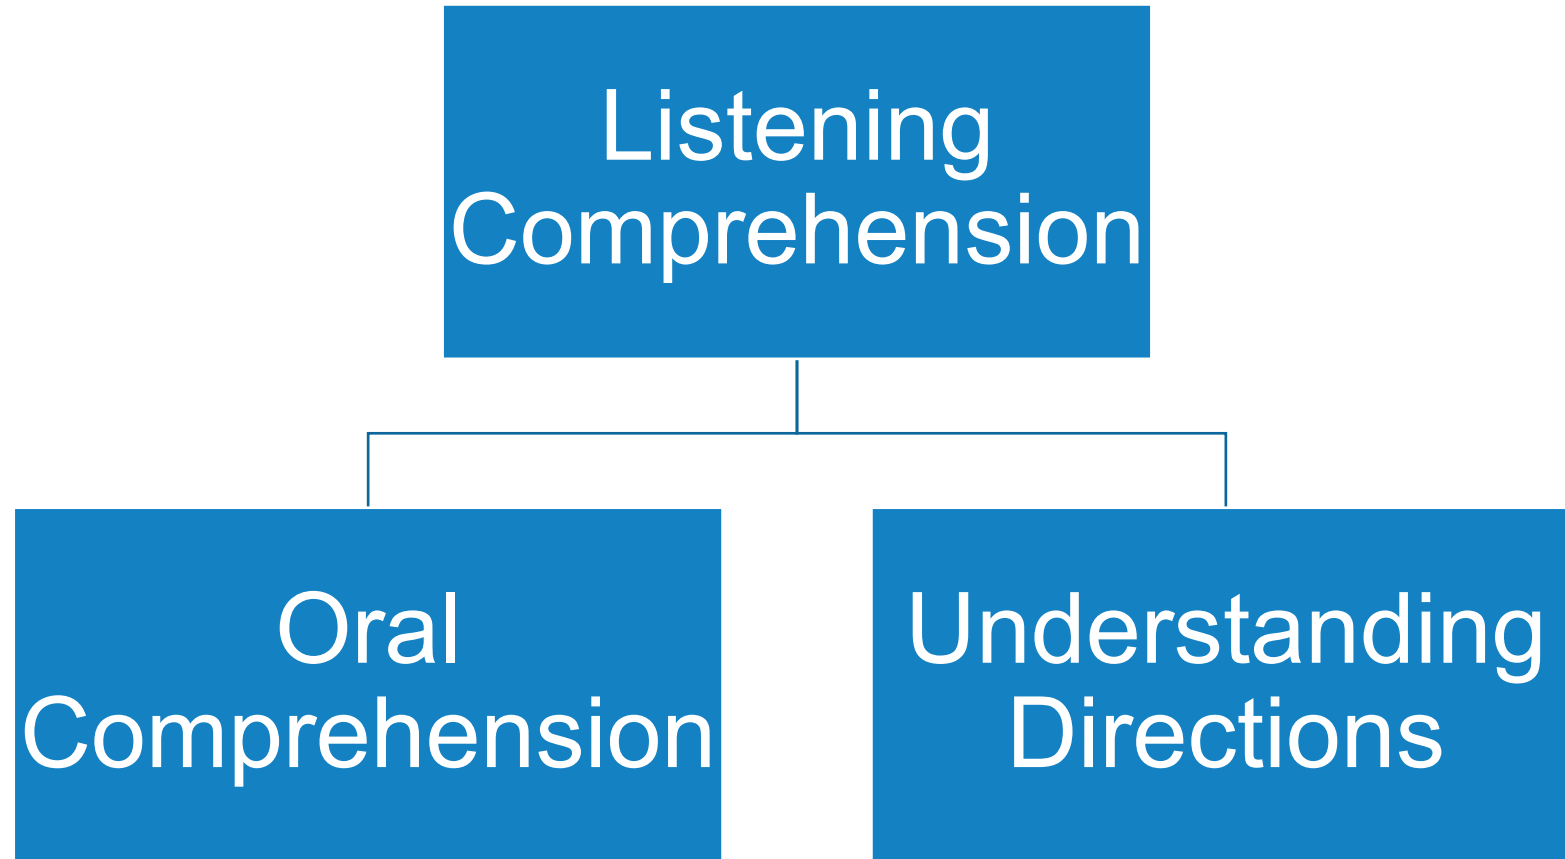 Listening
Comprehension
Oral
Comprehension
Understanding
Directions